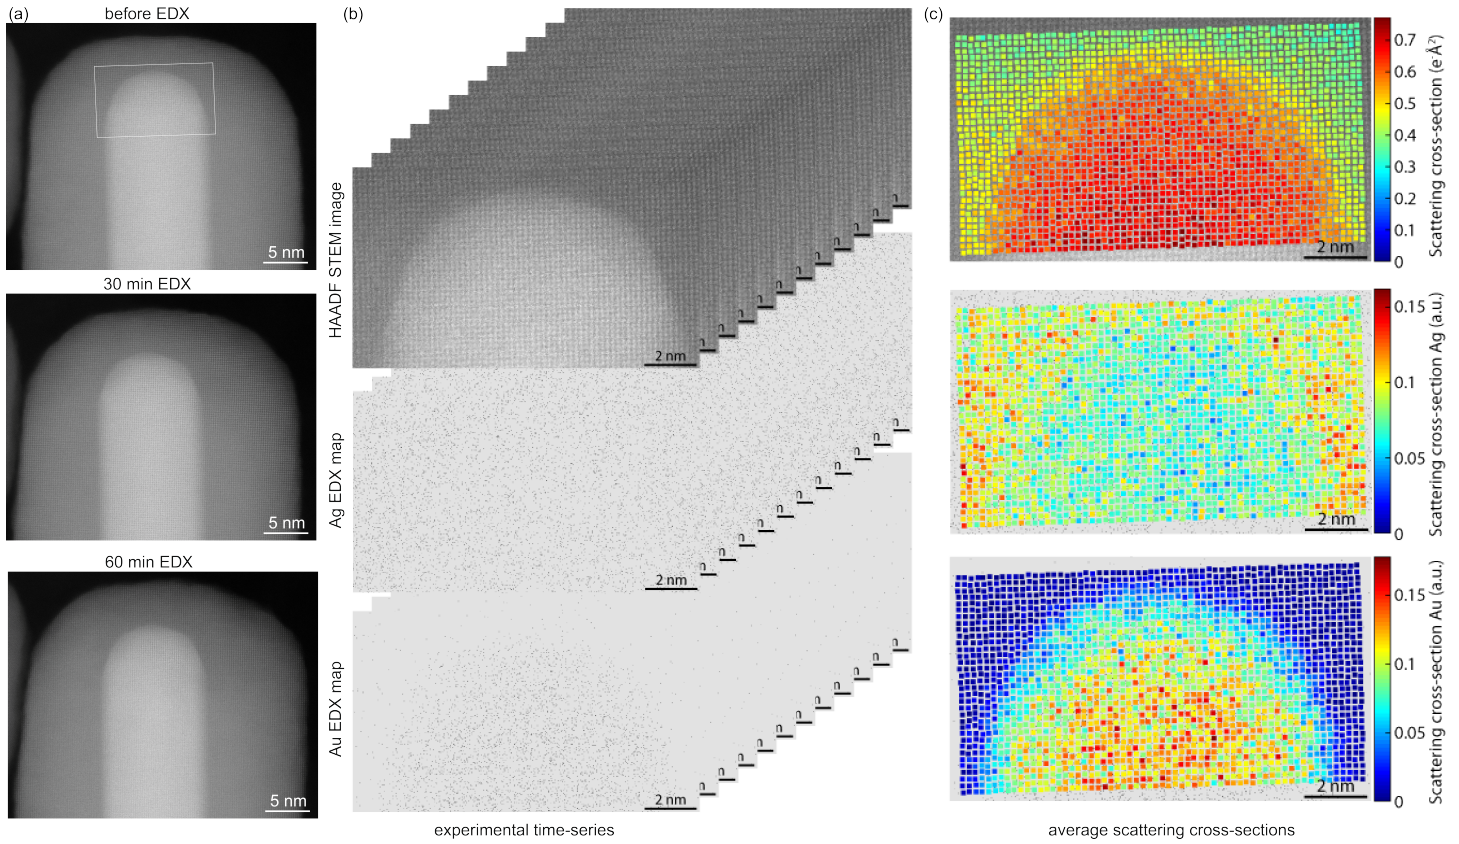 (a)
before EDX
5 nm
30 min EDX
5 nm
60 min EDX
5 nm
(b)
HAADF STEM image
2 nm
n
n
n
n
n
n
n
n
n
n
n
Ag EDX map
2 nm
n
n
n
n
n
n
n
n
n
n
n
Au EDX map
2 nm
n
n
n
n
n
n
n
n
n
n
n
experimental time-series
(c)
2 nm
0.7
0.6
0.5
0.4
0.3
0.2
0.1
0
Scattering cross-section (e Å²)
2 nm
0.15
0.1
0.05
0
Scattering cross-section Ag (a.u.)
2 nm
0.15
0.1
0.05
0
Scattering cross-section Au (a.u.)
average scattering cross-sections